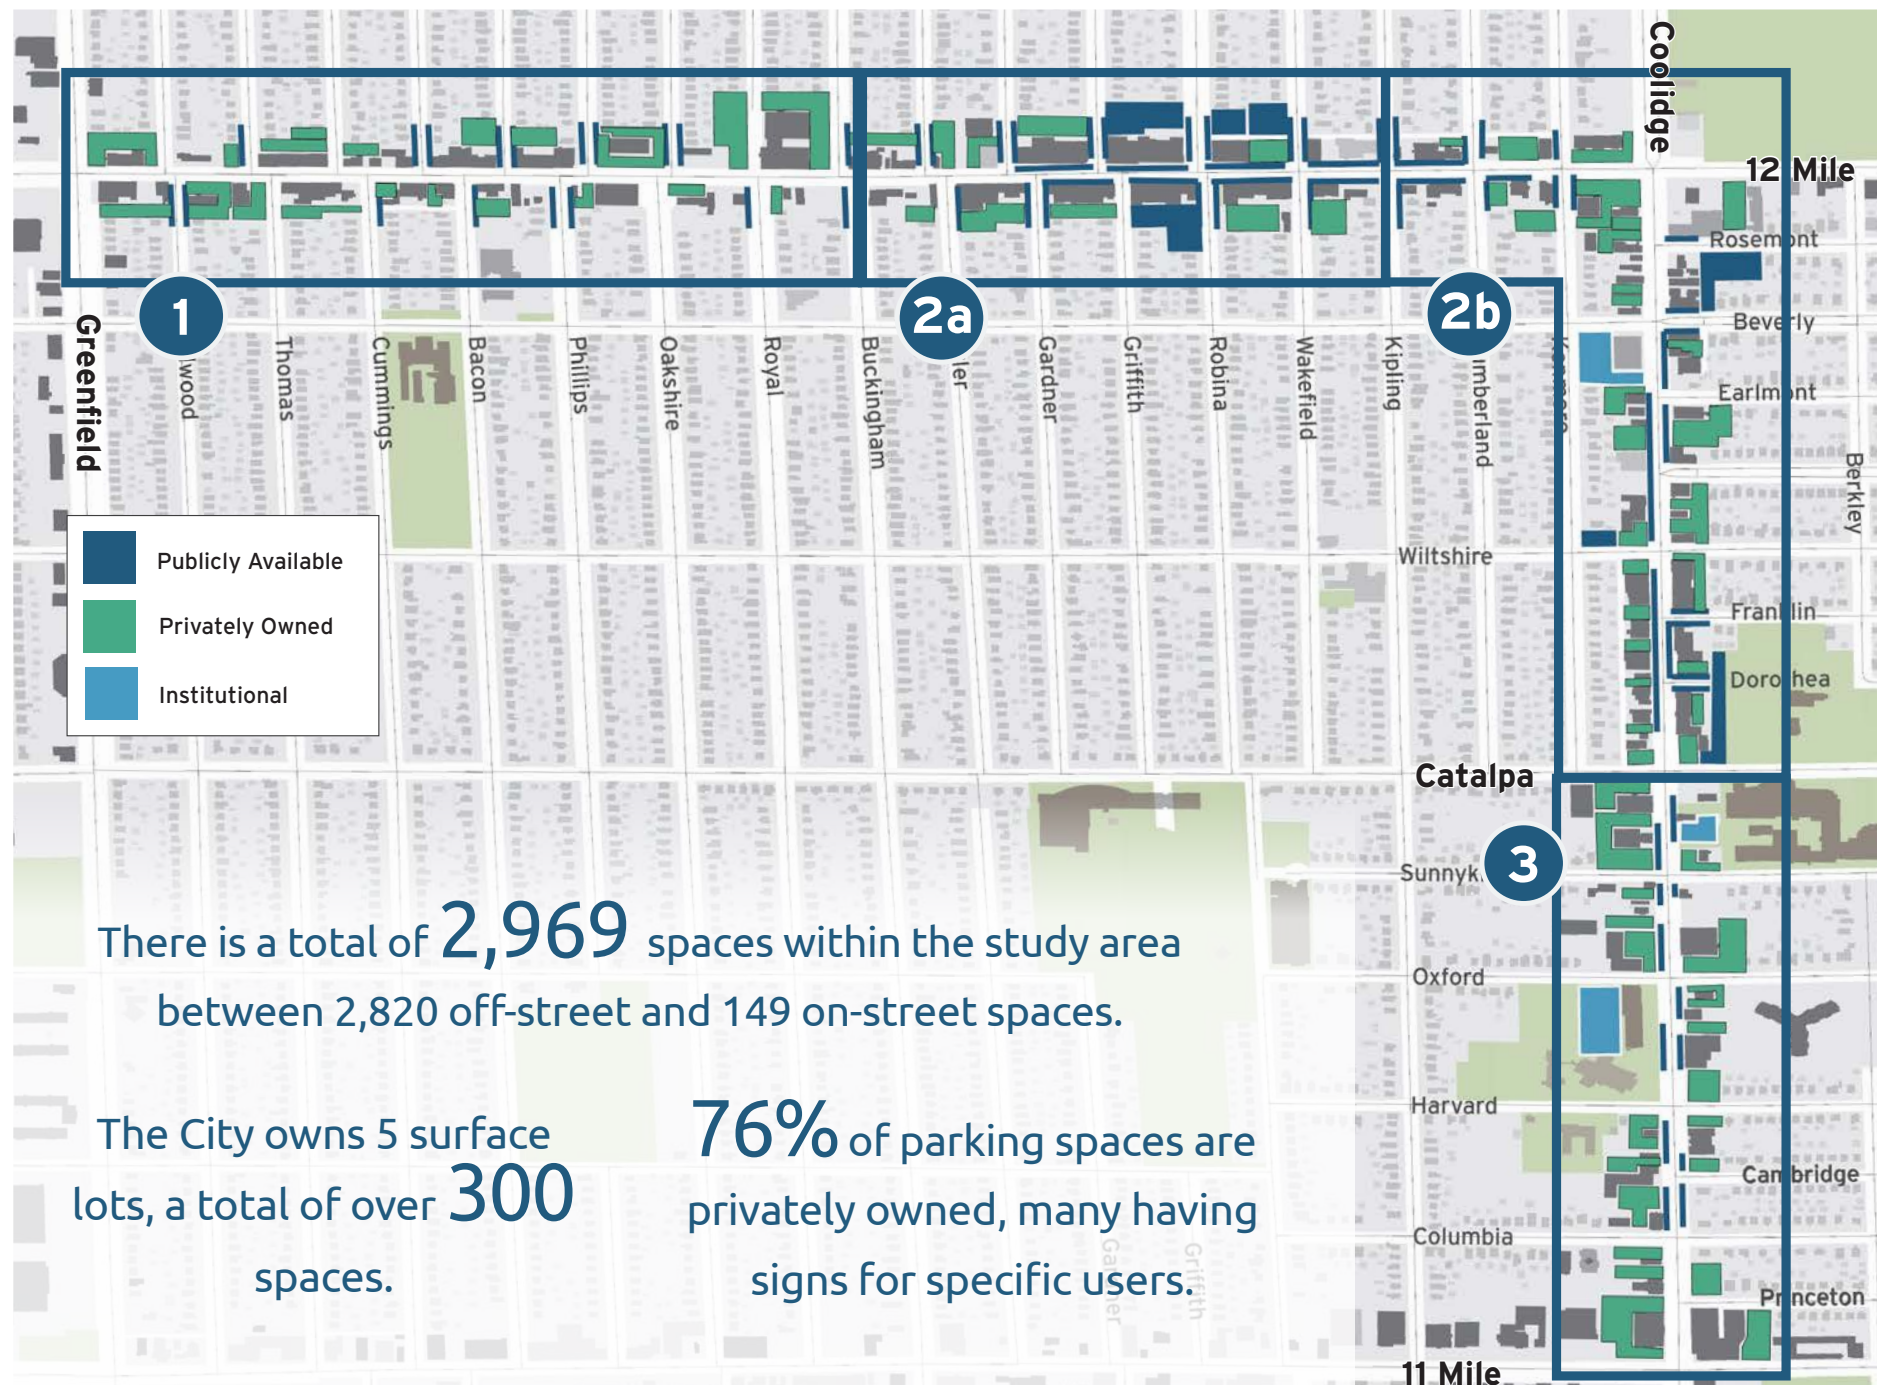 Coolidge
12 Mile
Rosemont
1
2a
2b
Greenfield
Thomas
Cummings
Bacon
Phillips
Oakshire
Royal
Buckingham
Gardner
Griffith
Robina
Wakefield
Kipling
Beverly
Earlmont
Berkley
Publicly Available
Privately Owned
Institutional
Wiltshire
Franklin
Dorothea
Catalpa
3
Oxford
There is a total of 2,969 spaces within the study area
between 2,820 off-street and 149 on-street spaces.
Harvard
The City owns 5 surface
lots, a total of over 300
spaces.
76% of parking spaces are
privately owned, many having
signs for specific users.
Cambridge
Columbia
Gardner
Griffith
Princeton
11 Mile